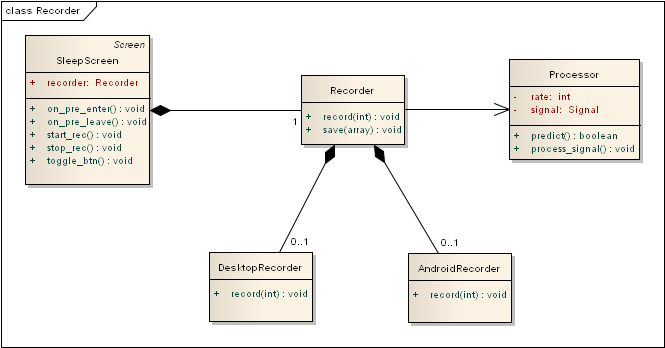 class Recorder
Screen
SleepScreen
+ recorder: Recorder
+ on_pre_enter() : void
+ on_pre_leave() : void
+ start_rec() : void
+ stop_rec() : void
+ toggle_btn() : void
1
Recorder
+ record(int) : void
+ save(array) : void
Processor
- rate: int
- signal: Signal
+ predict() : boolean
+ process_signal() : void
0..1
DesktopRecorder
+ record(int) : void
0..1
AndroidRecorder
+ record(int) : void